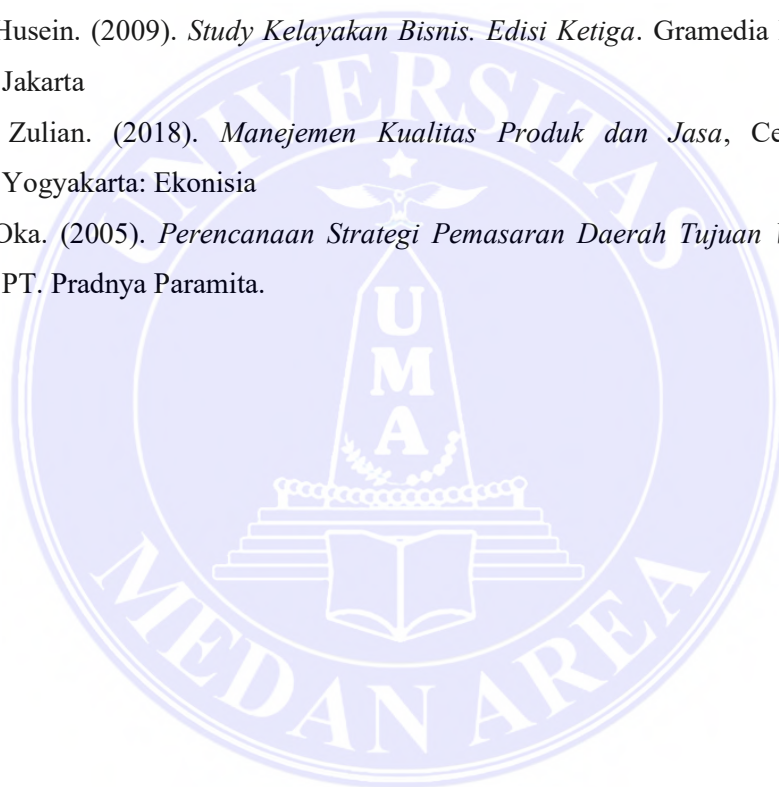 Husein. (2009). Study Kelayakan Bisnis. Edisi Ketiga. Gramedia
Jakarta
Zulian. (2018). Manejemen Kualitas Produk dan Jasa, Ce
Yogyakarta: Ekonisia
Oka. (2005). Perencanaan Strategi Pemasaran Daerah Tujuan
PT. Pradnya Paramita.
UNIVERSITAS
U
M
A
MEDAN AREA